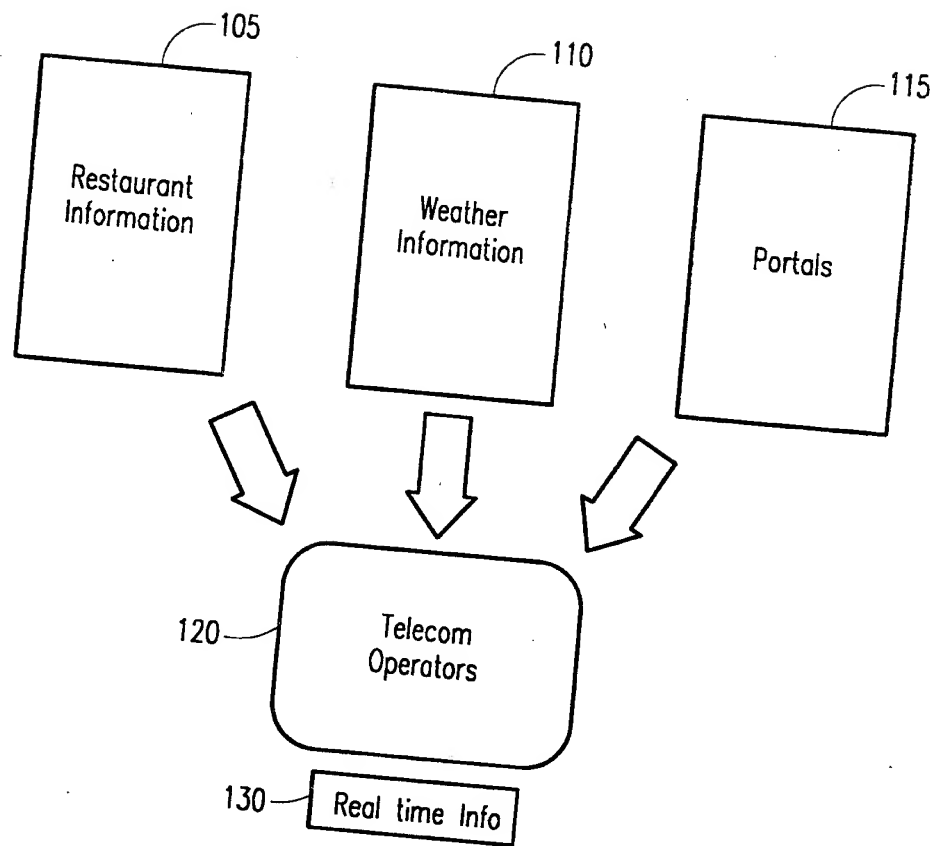 105
110
115
Restaurant
Information
Weather
Information
Portals
120
Telecom
Operators
130
Real time Info